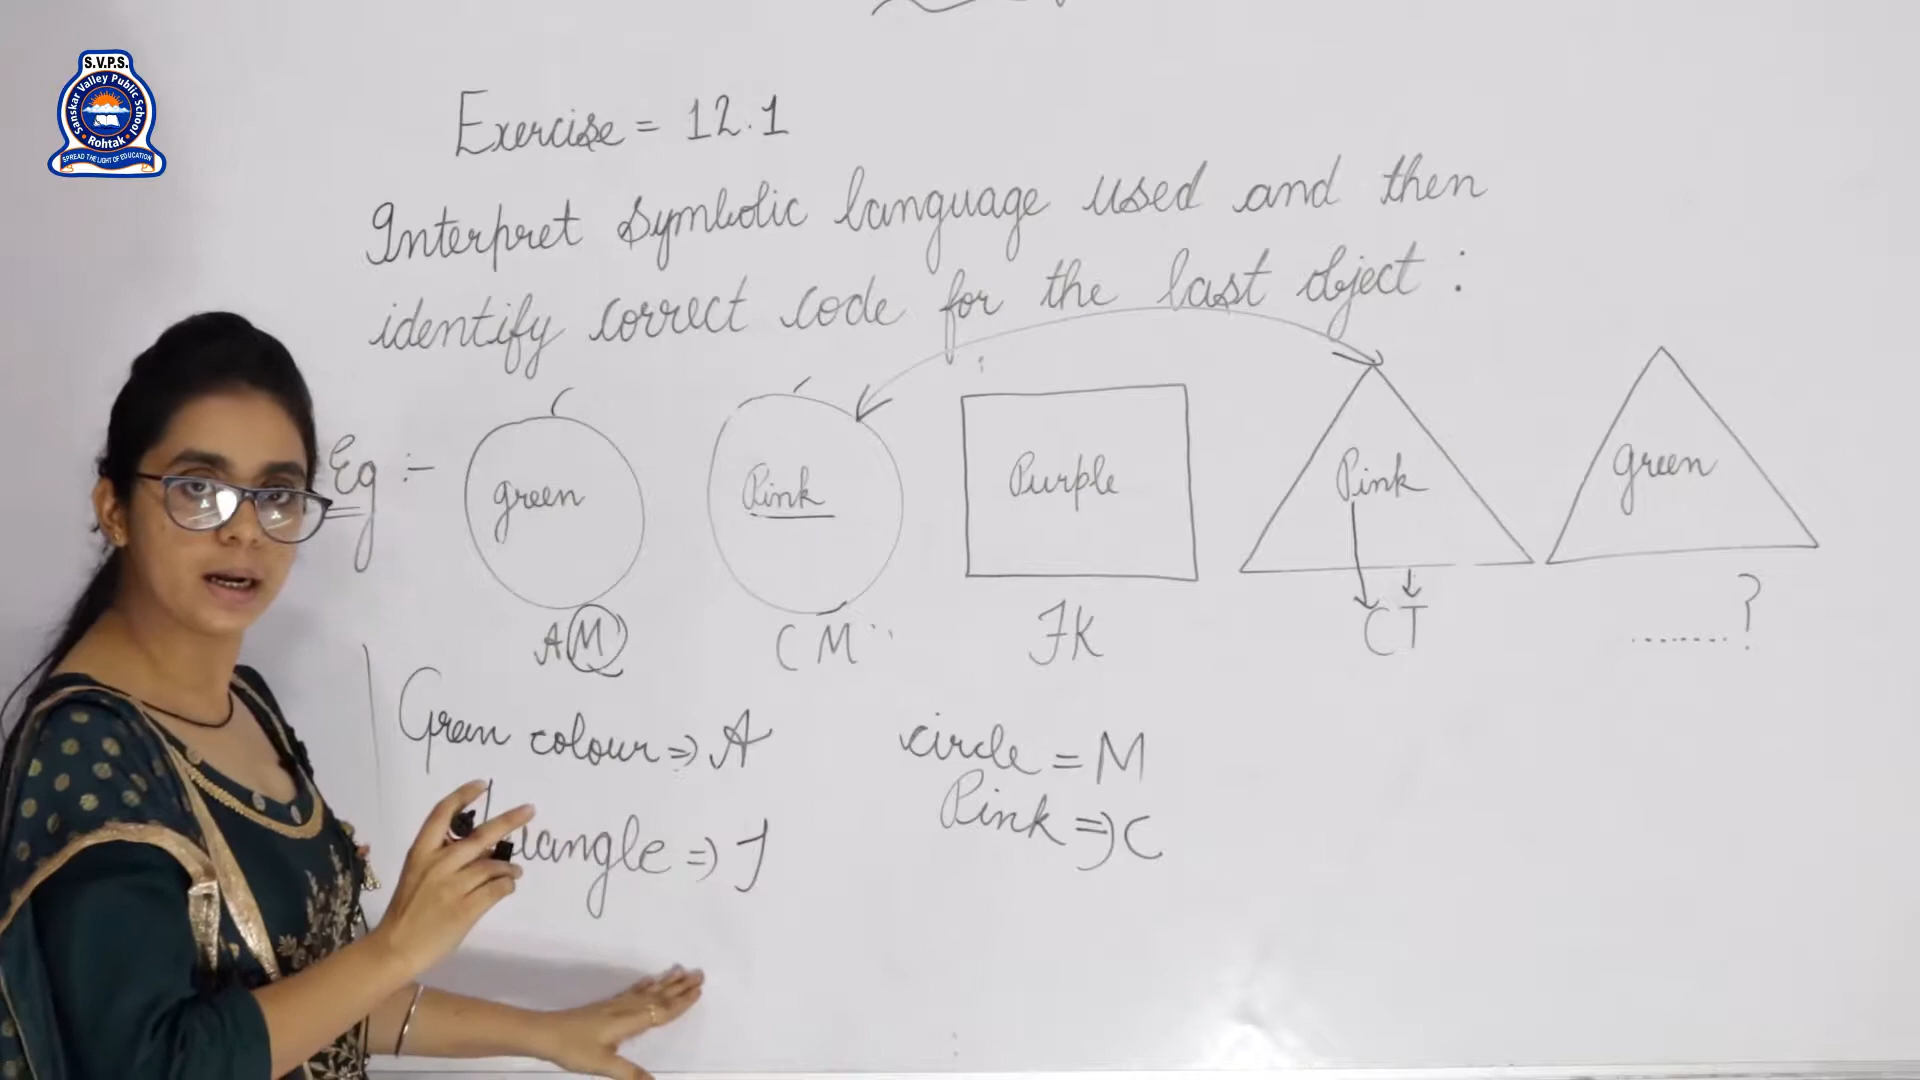 S.V.P.S.
Sanskar Valley Public School
Rohtak
SPREAD THE LIGHT OF EDUCATION
Exercise = 12.1
Interpret symbolic language used and then
identify correct code for the last object :
Eg :- green Pink Purple Pink green
AM CM JK CT ........?
Green colour => A circle = M
Pink => C
=> T